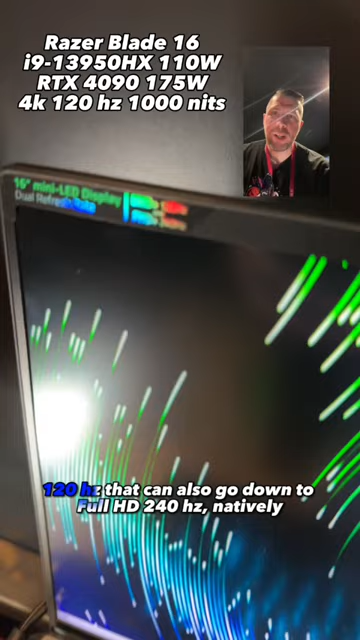 Razer Blade 16
i9-13950HX 110W
RTX 4090 175W
4k 120 hz 1000 nits
16" mini-LED Display
Dual Refresh Rate
120 hz that can also go down to
Full HD 240 hz, natively